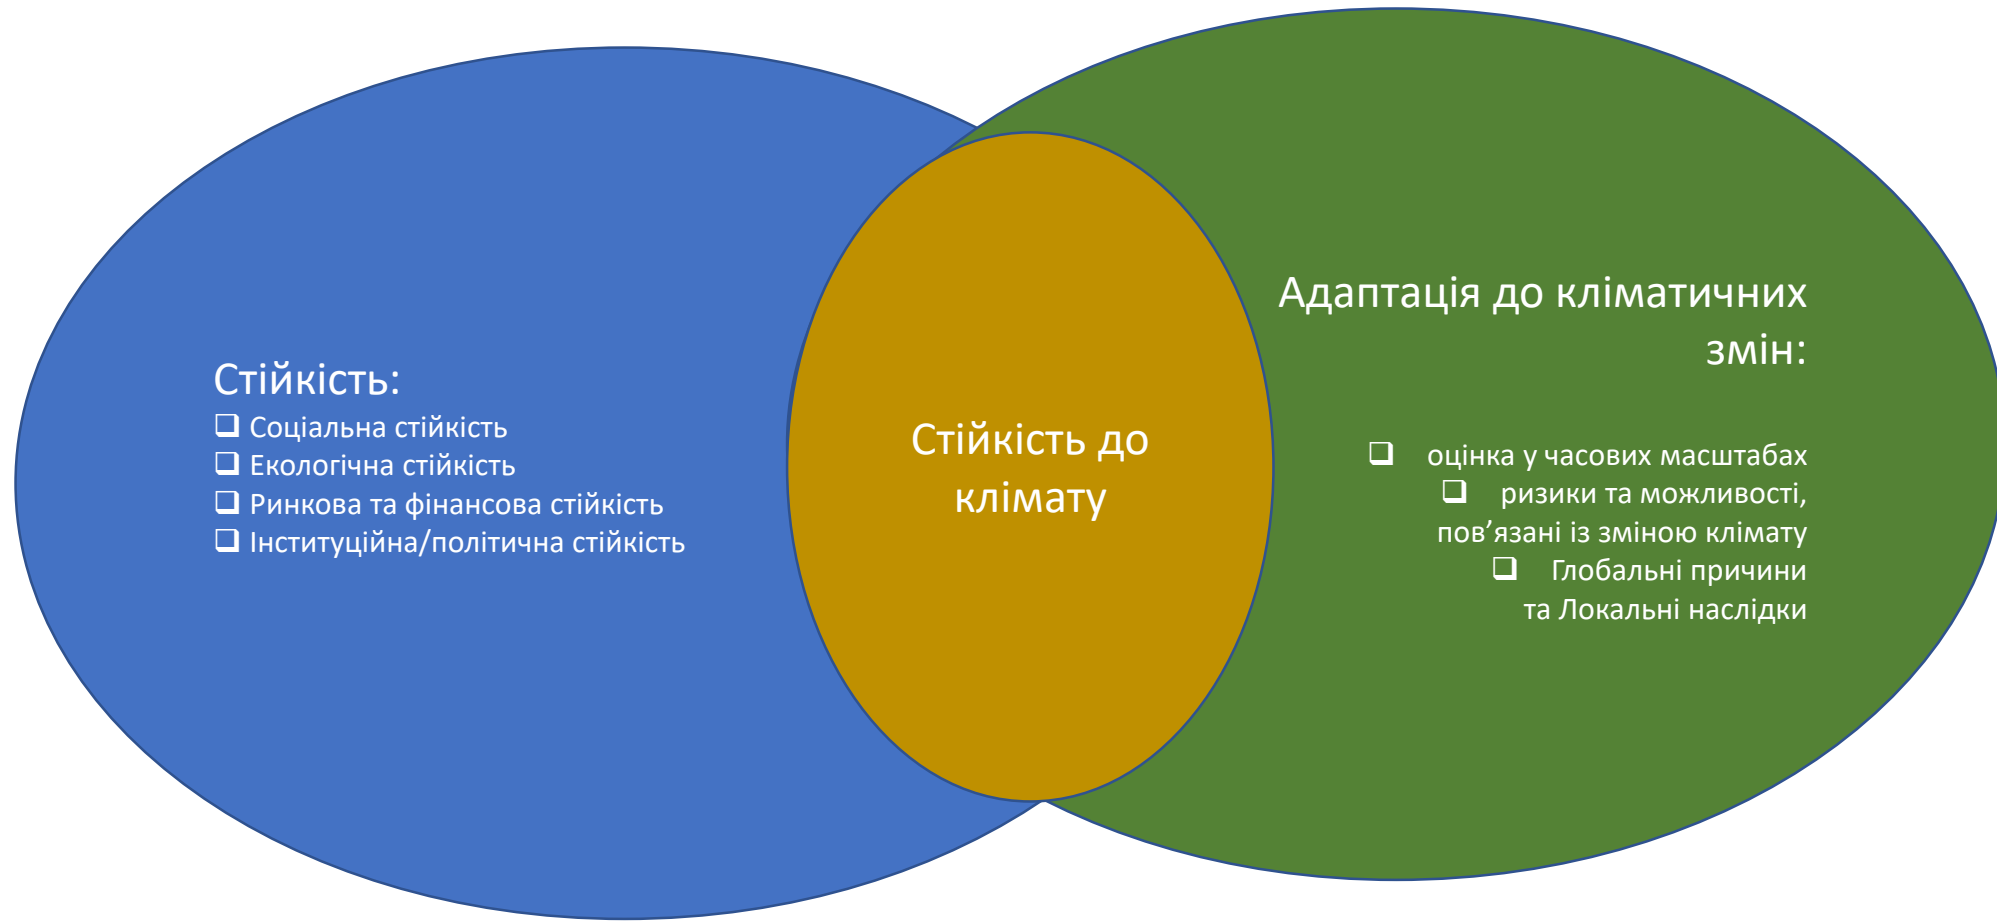 Стійкість:
❑ Соціальна стійкість
❑ Екологічна стійкість
❑ Ринкова та фінансова стійкість
❑ Інституційна/політична стійкість
Стійкість до
клімату
Адаптація до кліматичних
змін:
❑ оцінка у часових масштабах
❑ ризики та можливості,
пов’язані із зміною клімату
❑ Глобальні причини
та Локальні наслідки